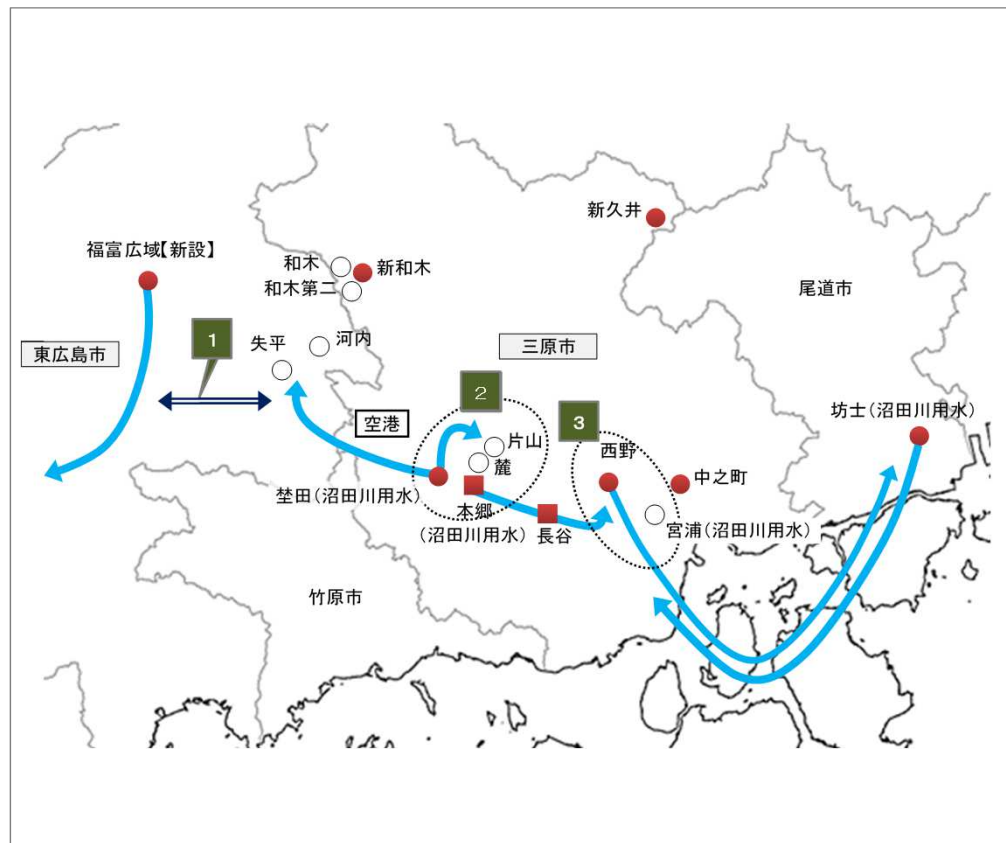 新久井
福富広域【新設】
和木
新和木
和木第二
尾道市
1
東広島市
失平
河内
三原市
2
坊士(沼田川用水)
空港
3
片山
西野
麓
中之町
埜田(沼田川用水)
本郷
(沼田川用水)
長谷
宮浦(沼田川用水)
竹原市